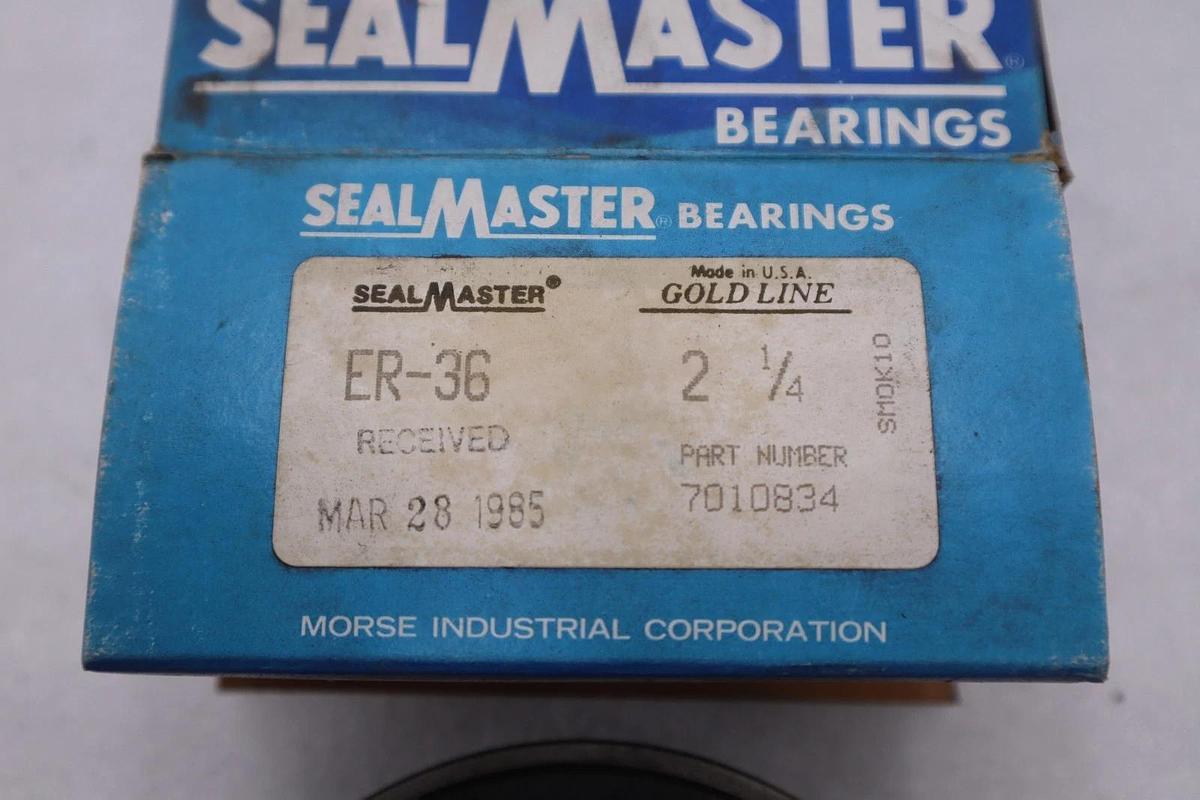 SEALMASTER®
BEARINGS
SEALMASTER® BEARINGS
SEALMASTER®
Made in U.S.A.
GOLD LINE
ER-36
2 1/4
SMOK10
RECEIVED
PART NUMBER
MAR 28 1985
7010834
MORSE INDUSTRIAL CORPORATION